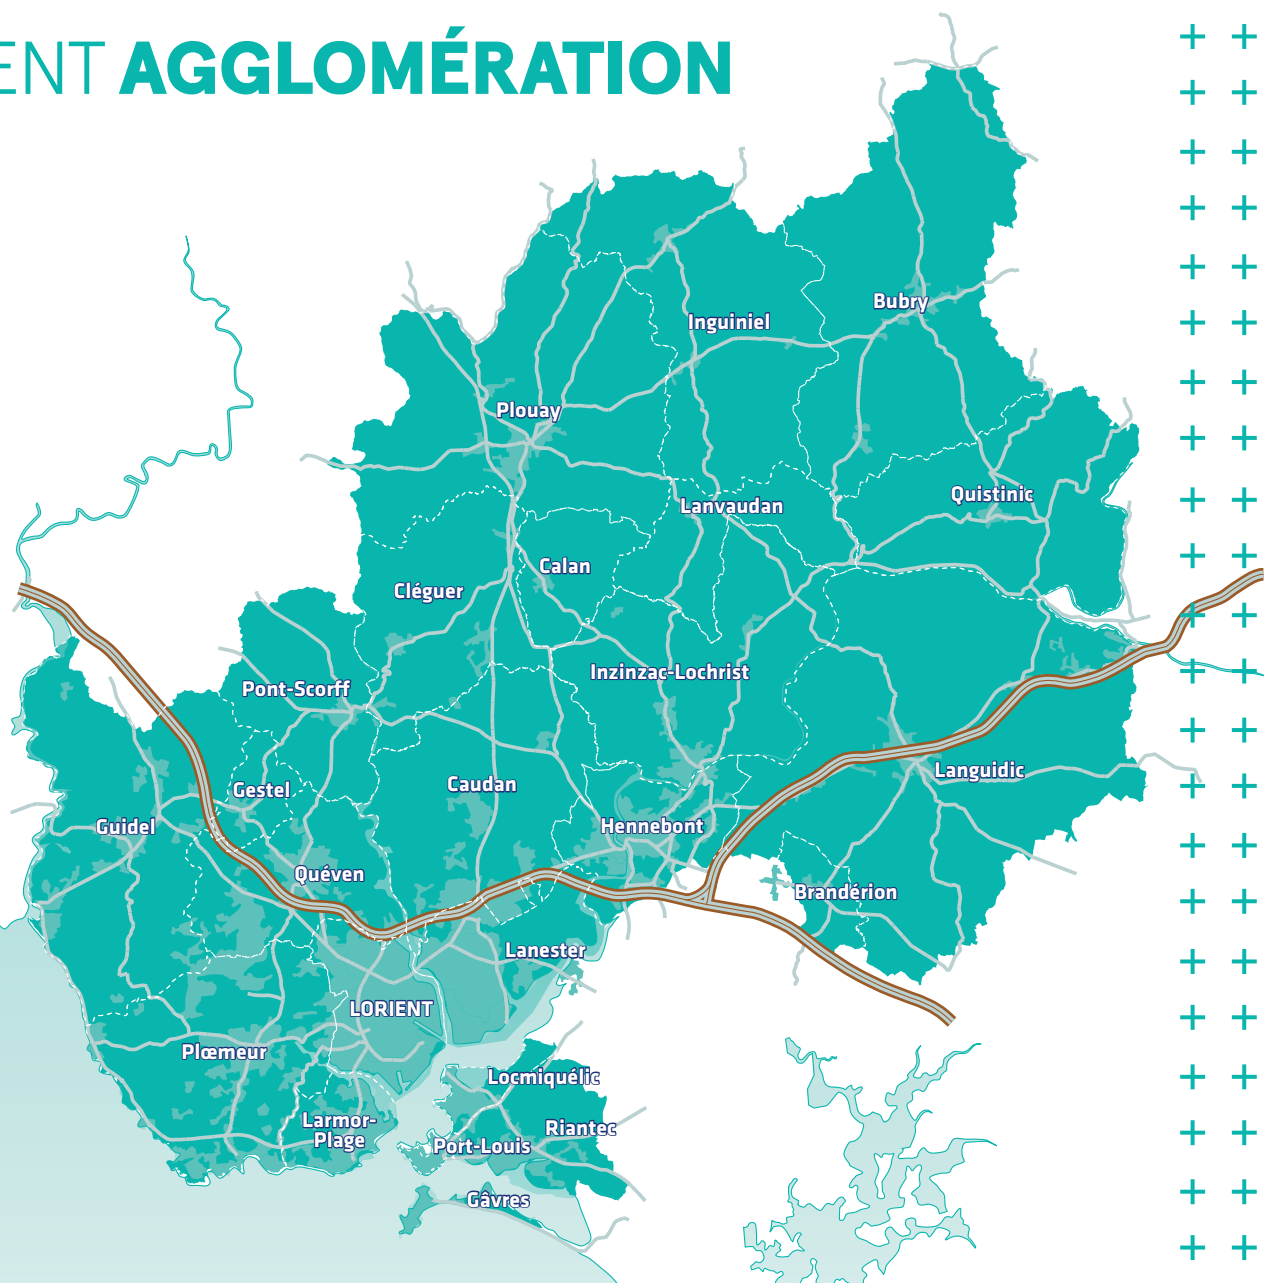 ENT AGGLOMÉRATION
Bubry
Inguiniel
Plouay
Quistinic
Lanvaudan
Calan
Cléguer
Inzinzac-Lochrist
Pont-Scorff
Languidic
Caudan
Gestel
Guidel
Hennebont
Quéven
Brandérion
Lanester
LORIENT
Plœmeur
Locmiquélic
Larmor-
Plage
Riantec
Port-Louis
Gâvres